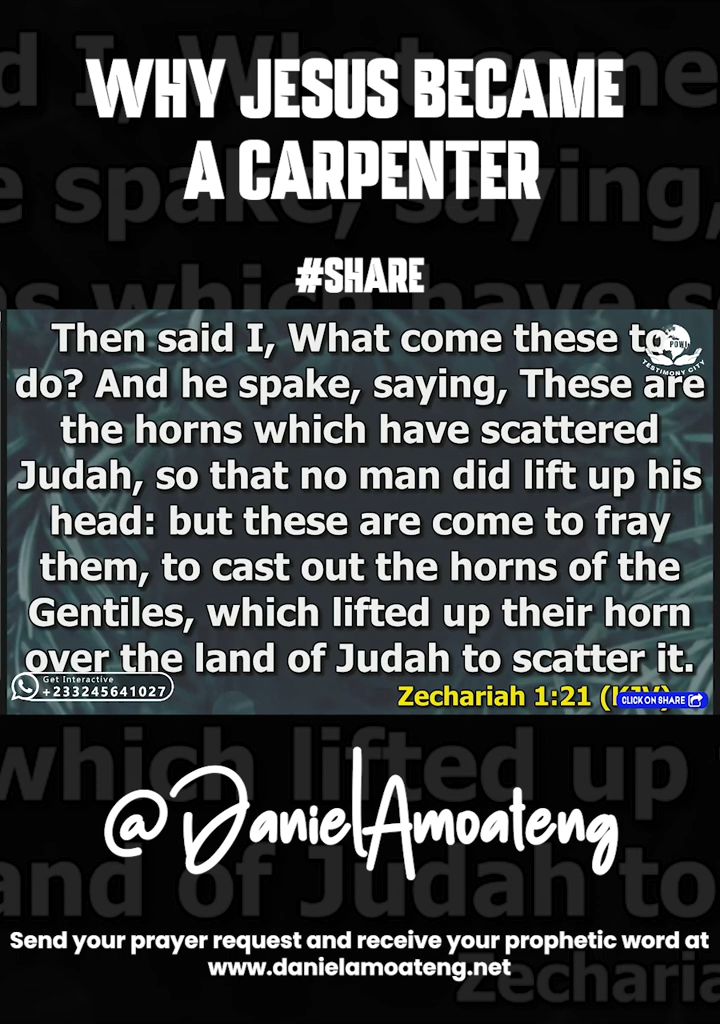 WHY JESUS BECAME
A CARPENTER
#SHARE
Then said I, What come these to
do? And he spake, saying, These are
the horns which have scattered
Judah, so that no man did lift up his
head: but these are come to fray
them, to cast out the horns of the
Gentiles, which lifted up their horn
over the land of Judah to scatter it.
PDWI
TESTIMONY CITY
Get Interactive
+233245641027
Zechariah 1:21 (KJV)
CLICK ON SHARE
@DanielAmoateng
Send your prayer request and receive your prophetic word at
www.danielamoateng.net